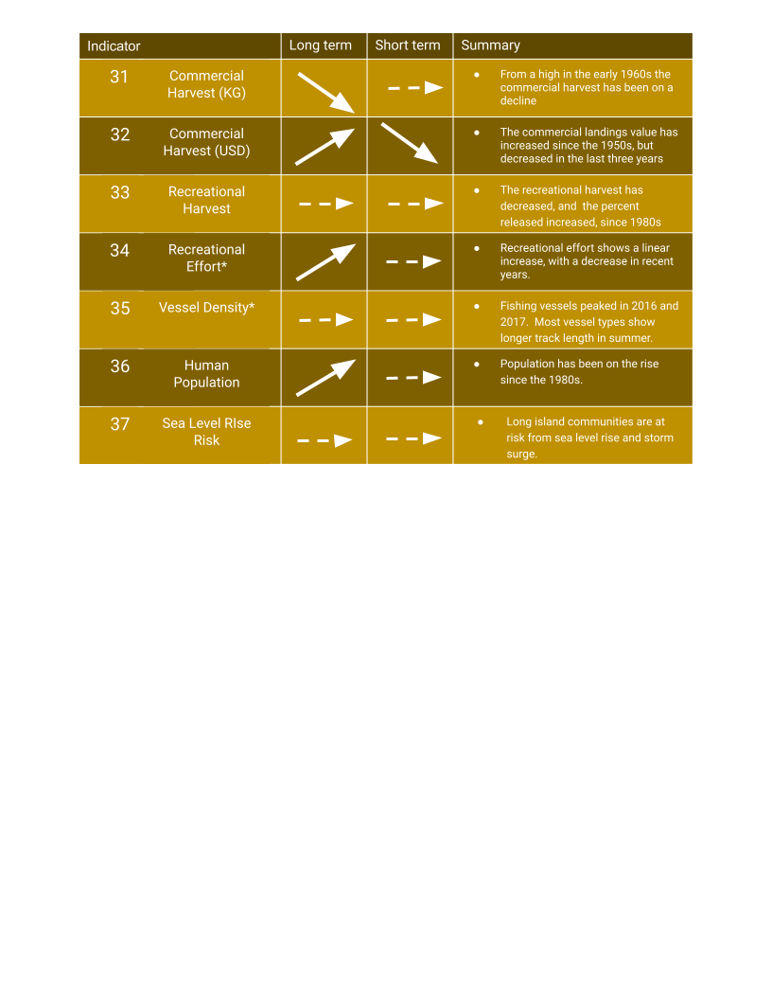 Indicator Long term Short term Summary
31 Commercial
Harvest (KG)
● From a high in the early 1960s the
commercial harvest has been on a
decline
32 Commercial
Harvest (USD)
● The commercial landings value has
increased since the 1950s, but
decreased in the last three years
33 Recreational
Harvest
● The recreational harvest has
decreased, and the percent
released increased, since 1980s
34 Recreational
Effort*
● Recreational effort shows a linear
increase, with a decrease in recent
years.
35 Vessel Density*
● Fishing vessels peaked in 2016 and
2017. Most vessel types show
longer track length in summer.
36 Human
Population
● Population has been on the rise
since the 1980s.
37 Sea Level RIse
Risk
● Long island communities are at
risk from sea level rise and storm
surge.